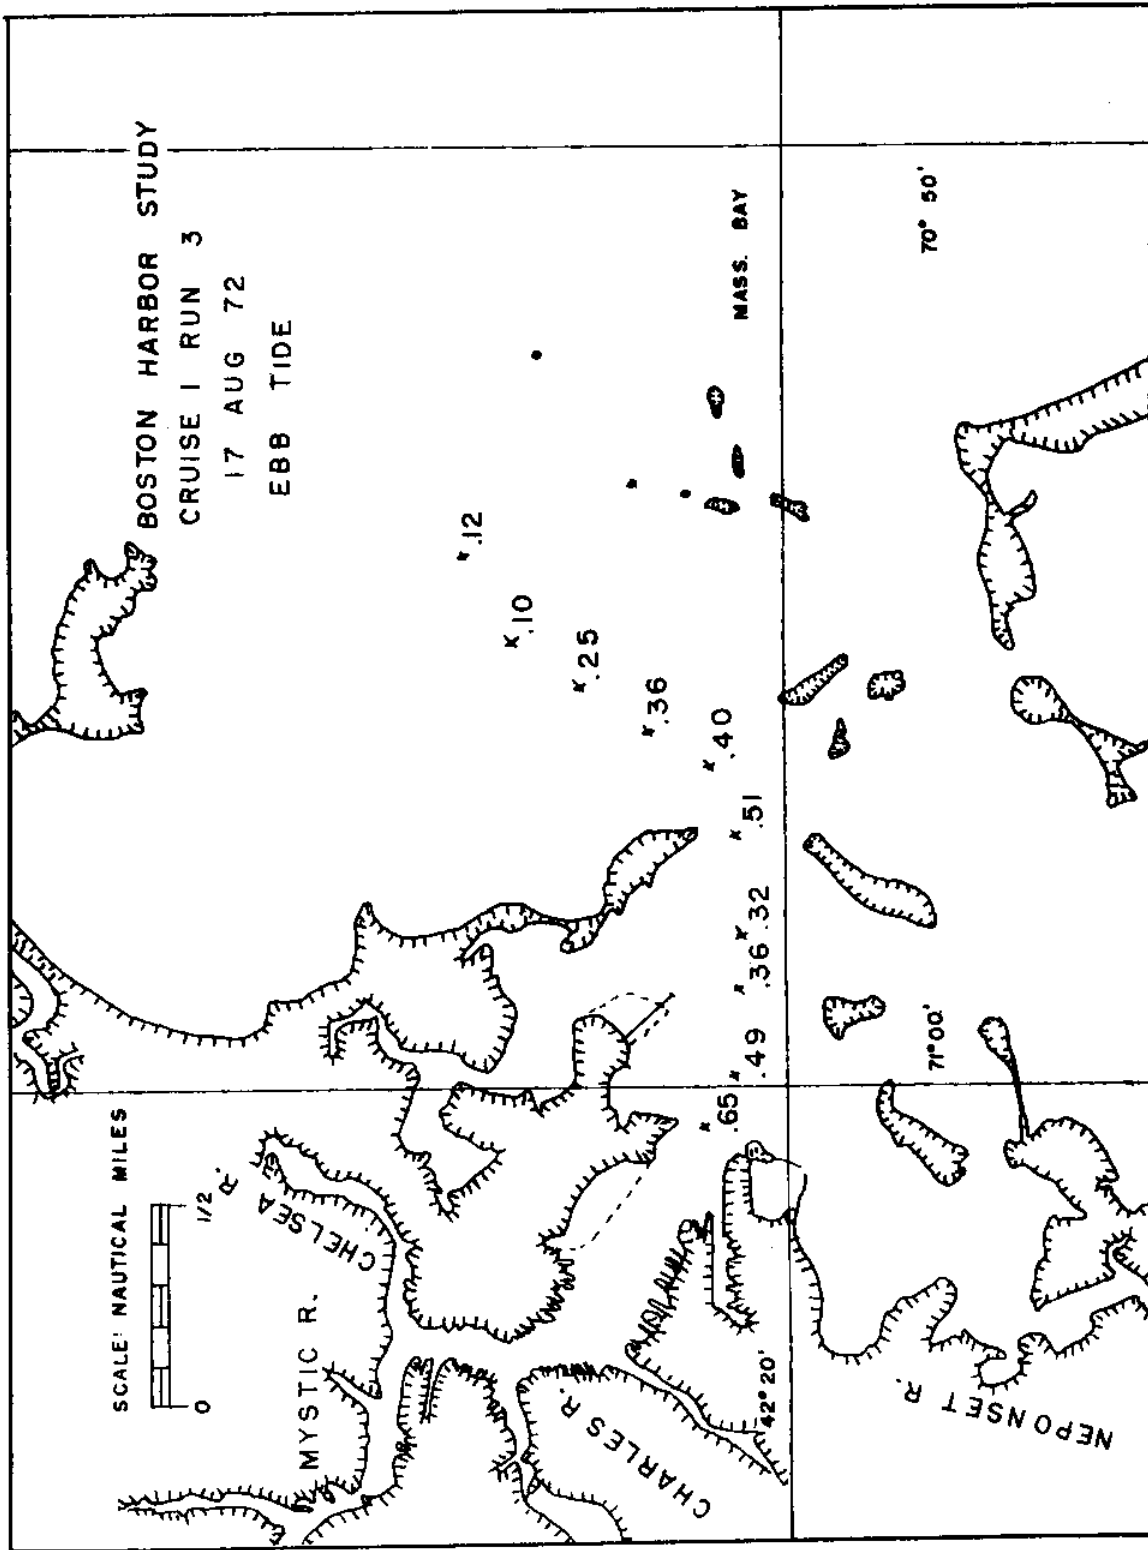 BOSTON HARBOR STUDY
CRUISE 1 RUN 3
17 AUG 72
EBB TIDE
SCALE: NAUTICAL MILES
0 1/2
CHELSEA R.
MYSTIC R.
CHARLES R.
NEPONSET R.
MASS. BAY
.12
.10
.25
.36
.40
.51
.32
.36
.49
.65
42° 20'
71° 00'
70° 50'